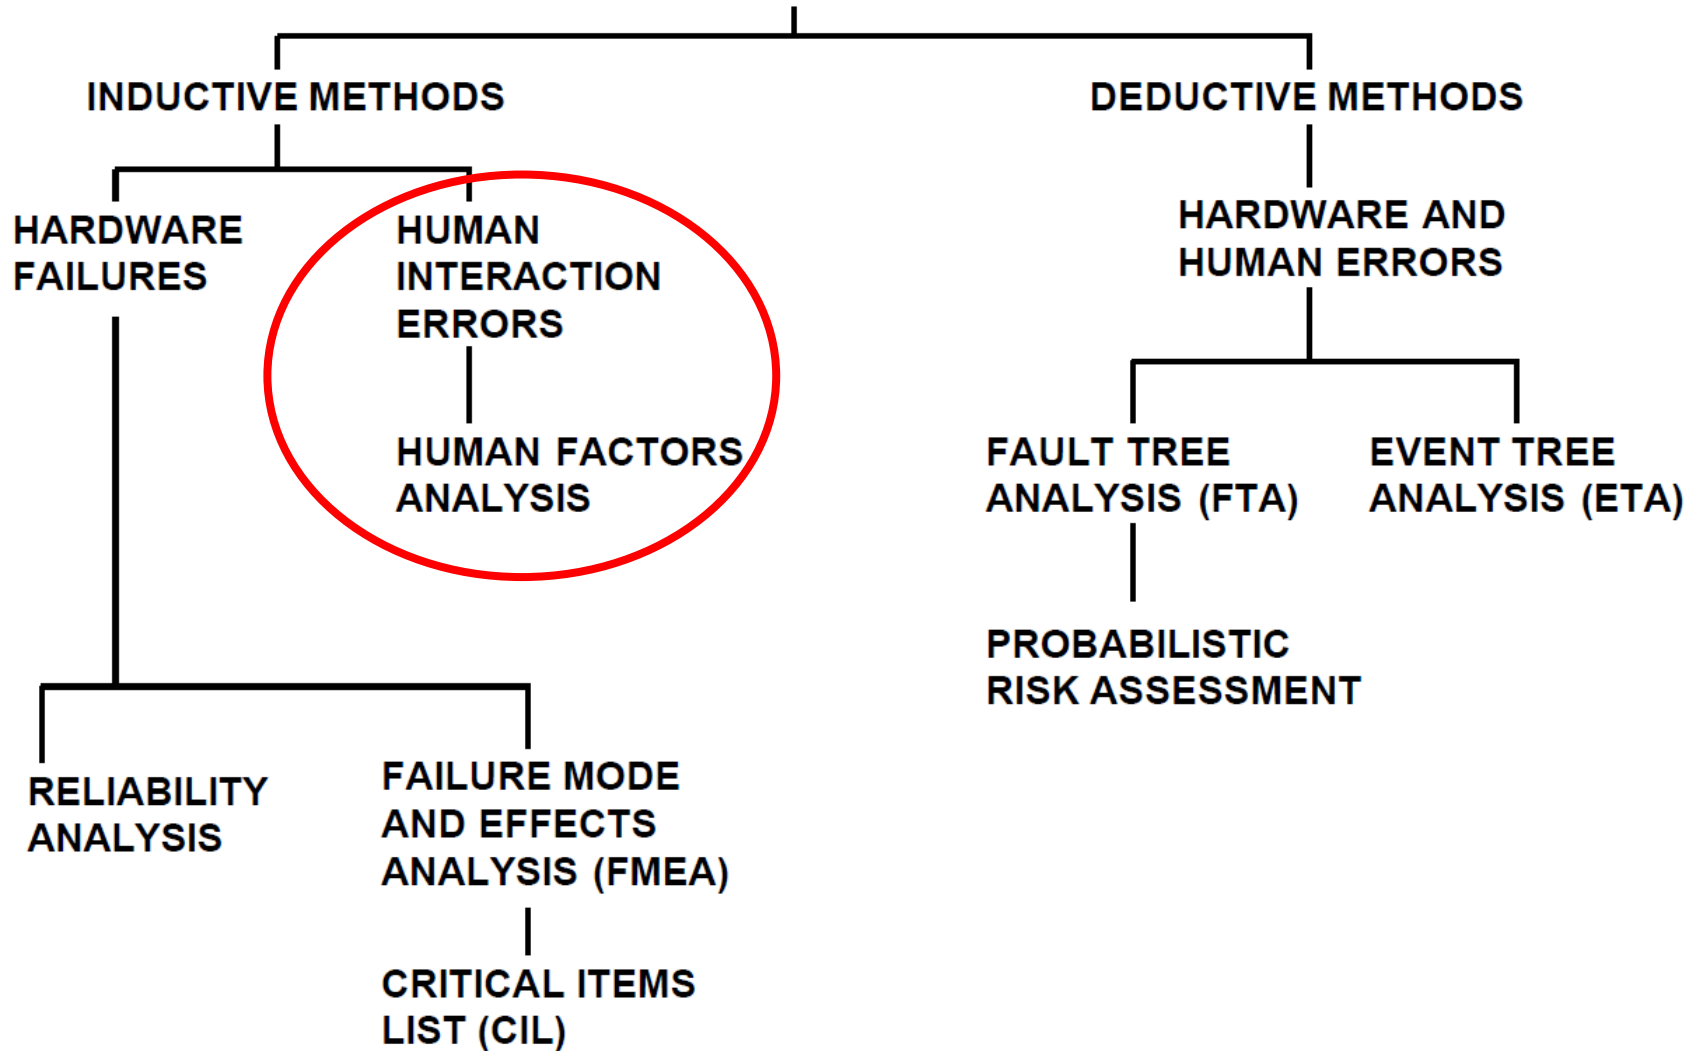 INDUCTIVE METHODS
DEDUCTIVE METHODS
HARDWARE
FAILURES
HUMAN
INTERACTION
ERRORS
HARDWARE AND
HUMAN ERRORS
HUMAN FACTORS
ANALYSIS
FAULT TREE
ANALYSIS (FTA)
EVENT TREE
ANALYSIS (ETA)
PROBABILISTIC
RISK ASSESSMENT
RELIABILITY
ANALYSIS
FAILURE MODE
AND EFFECTS
ANALYSIS (FMEA)
CRITICAL ITEMS
LIST (CIL)